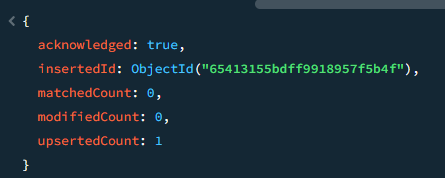 < {
acknowledged: true,
insertedId: ObjectId("65413155bdff9918957f5b4f"),
matchedCount: 0,
modifiedCount: 0,
upsertedCount: 1
}